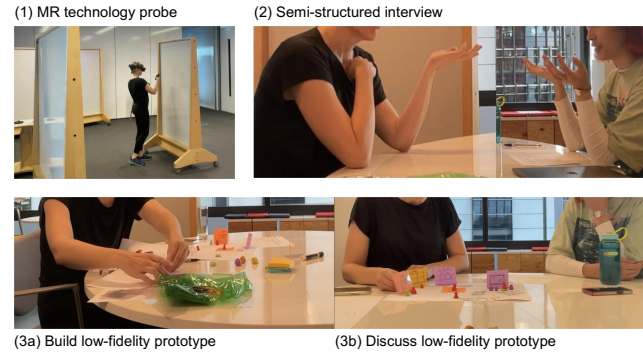 (1) MR technology probe
(2) Semi-structured interview
(3a) Build low-fidelity prototype
(3b) Discuss low-fidelity prototype